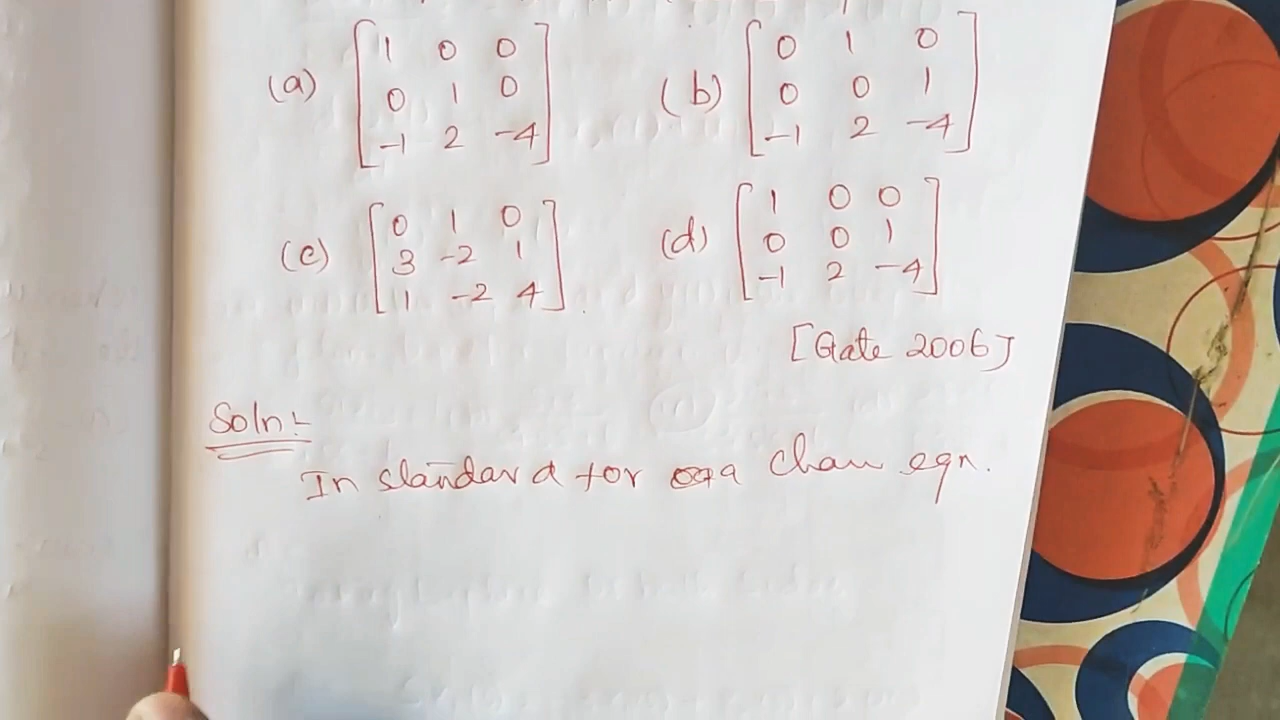 (a) [1 0 0
0 1 0
-1 2 -4]
(b) [0 1 0
0 0 1
-1 2 -4]
(c) [0 1 0
3 -2 1
1 -2 4]
(d) [1 0 0
0 0 1
-1 2 -4]
[Gate 2006]
Soln:-
In standard for a char eqn.